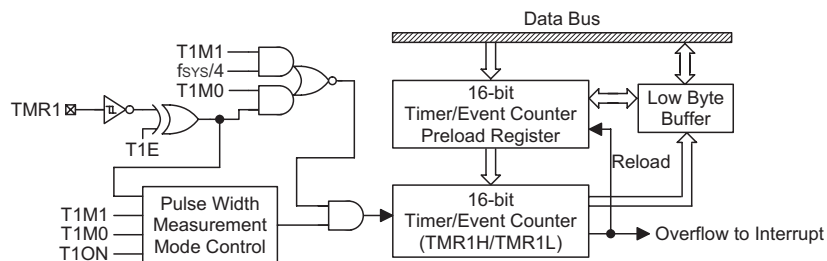 Data Bus
T1M1
fSYS/4
T1M0
TMR1
T1E
16-bit
Timer/Event Counter
Preload Register
Low Byte
Buffer
Reload
T1M1
T1M0
T1ON
Pulse Width
Measurement
Mode Control
16-bit
Timer/Event Counter
(TMR1H/TMR1L)
Overflow to Interrupt